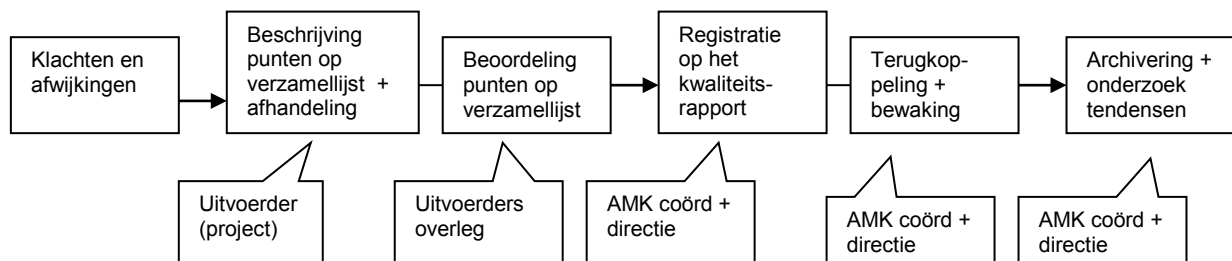 Klachten en
afwijkingen
Beschrijving
punten op
verzamellijst +
afhandeling
Beoordeling
punten op
verzamellijst
Registratie
op het
kwaliteits-
rapport
Terugkop-
peling +
bewaking
Archivering +
onderzoek
tendensen
Uitvoerder
(project)
Uitvoerders
overleg
AMK coörd +
directie
AMK coörd +
directie
AMK coörd +
directie